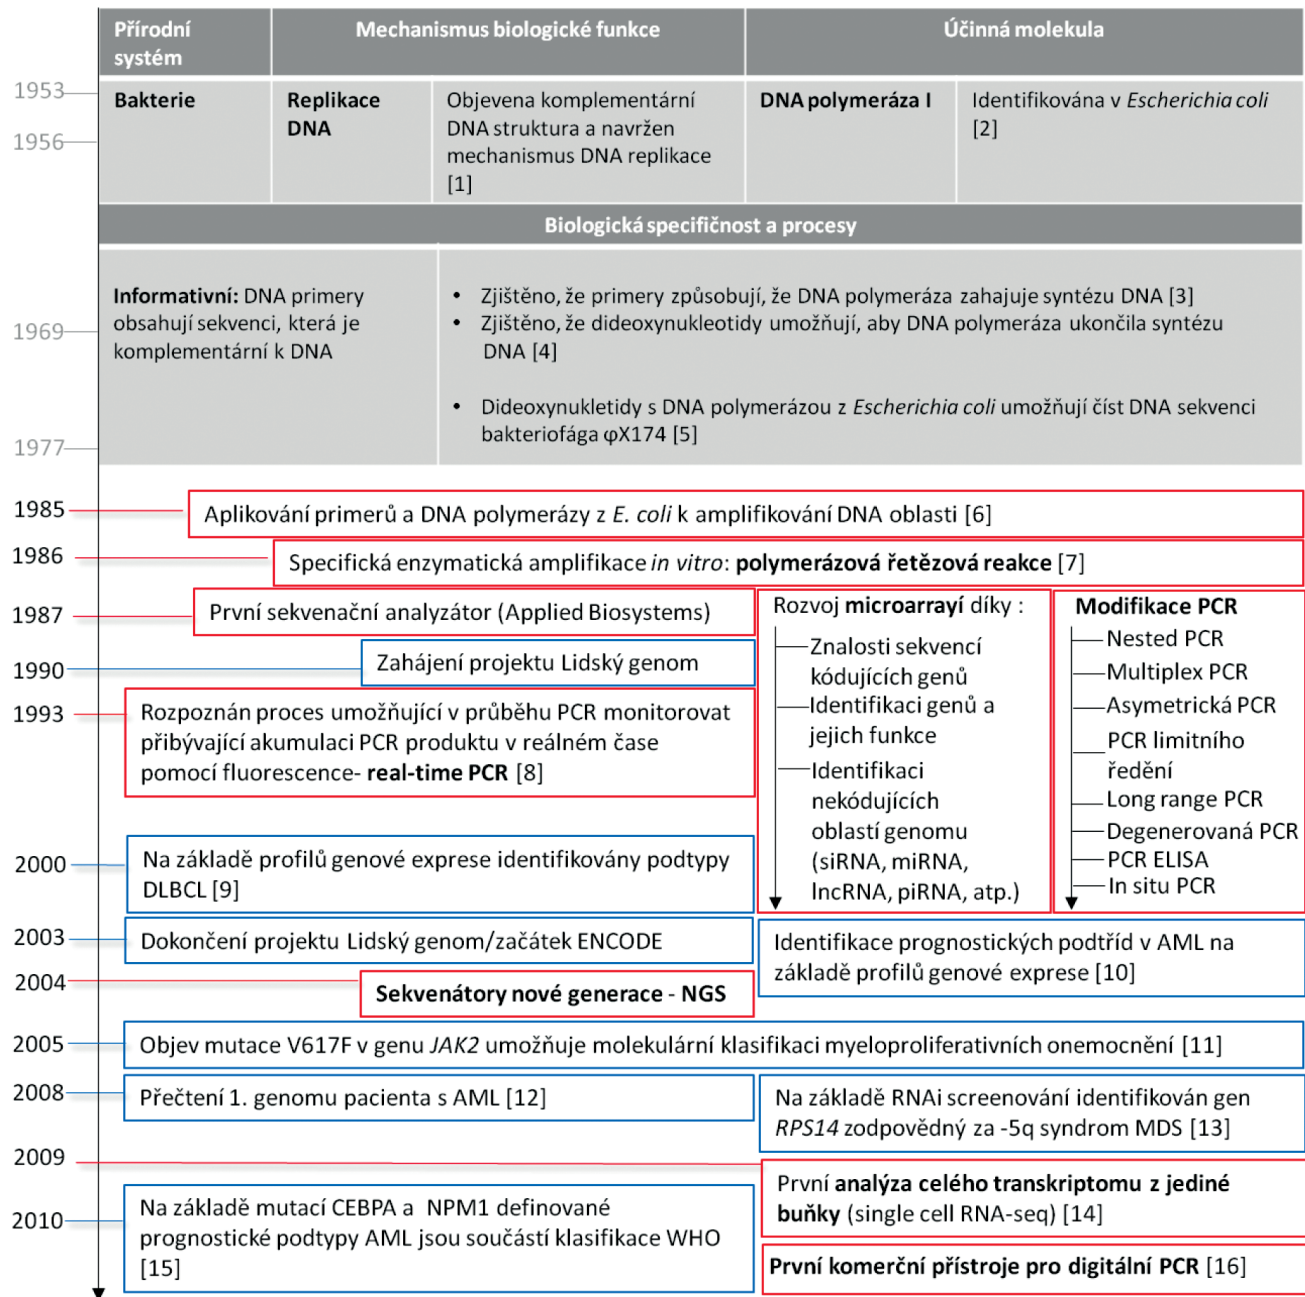 Přírodní
systém
Mechanismus biologické funkce
Účinná molekula
1953
Bakterie
Replikace
DNA
Objevena komplementární
DNA struktura a navržen
mechanismus DNA replikace
[1]
DNA polymeráza I
Identifikována v Escherichia coli
[2]
1956
Biologická specifičnost a procesy
Informativní: DNA primery
obsahují sekvenci, která je
komplementární k DNA
• Zjištěno, že primery způsobují, že DNA polymeráza zahajuje syntézu DNA [3]
• Zjištěno, že dideoxynukleotidy umožňují, aby DNA polymeráza ukončila syntézu
DNA [4]
• Dideoxynukletidy s DNA polymerázou z Escherichia coli umožňují číst DNA sekvenci
bakteriofága φX174 [5]
1969
1977
1985
Aplikování primerů a DNA polymerázy z E. coli k amplifikování DNA oblasti [6]
1986
Specifická enzymatická amplifikace in vitro: polymerázová řetězová reakce [7]
1987
První sekvenační analyzátor (Applied Biosystems)
Rozvoj microarrayí díky :
Znalosti sekvencí
kódujících genů
Identifikaci genů a
jejich funkce
Identifikaci
nekódujících
oblastí genomu
(siRNA, miRNA,
lncRNA, piRNA, atp.)
Modifikace PCR
Nested PCR
Multiplex PCR
Asymetrická PCR
PCR limitního
ředění
Long range PCR
Degenerovaná PCR
PCR ELISA
In situ PCR
1990
Zahájení projektu Lidský genom
1993
Rozpoznán proces umožňující v průběhu PCR monitorovat
přibývající akumulaci PCR produktu v reálném čase
pomocí fluorescence- real-time PCR [8]
2000
Na základě profilů genové exprese identifikovány podtypy
DLBCL [9]
2003
Dokončení projektu Lidský genom/začátek ENCODE
Identifikace prognostických podtříd v AML na
základě profilů genové exprese [10]
2004
Sekvenátory nové generace - NGS
2005
Objev mutace V617F v genu JAK2 umožňuje molekulární klasifikaci myeloproliferativních onemocnění [11]
2008
Přečtení 1. genomu pacienta s AML [12]
Na základě RNAi screenování identifikován gen
RPS14 zodpovědný za -5q syndrom MDS [13]
2009
První analýza celého transkriptomu z jediné
buňky (single cell RNA-seq) [14]
2010
Na základě mutací CEBPA a NPM1 definované
prognostické podtypy AML jsou součástí klasifikace WHO
[15]
První komerční přístroje pro digitální PCR [16]